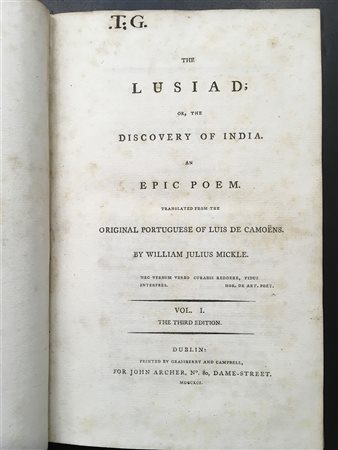 .T;G.
THE
LUSIAD;
OR, THE
DISCOVERY OF INDIA.
AN
EPIC POEM.
TRANSLATED FROM THE
ORIGINAL PORTUGUESE OF LUIS DE CAMOËNS.
BY WILLIAM JULIUS MICKLE.
NEC VERBUM VERBO CURABIS REDDERE, FIDUS
INTERPRES. HOR. DE ART. POET.
VOL. I.
THE THIRD EDITION.
DUBLIN:
PRINTED BY GRAISBERRY AND CAMPBELL,
FOR JOHN ARCHER, Nº. 80, DAME-STREET.
MDCCXCI.